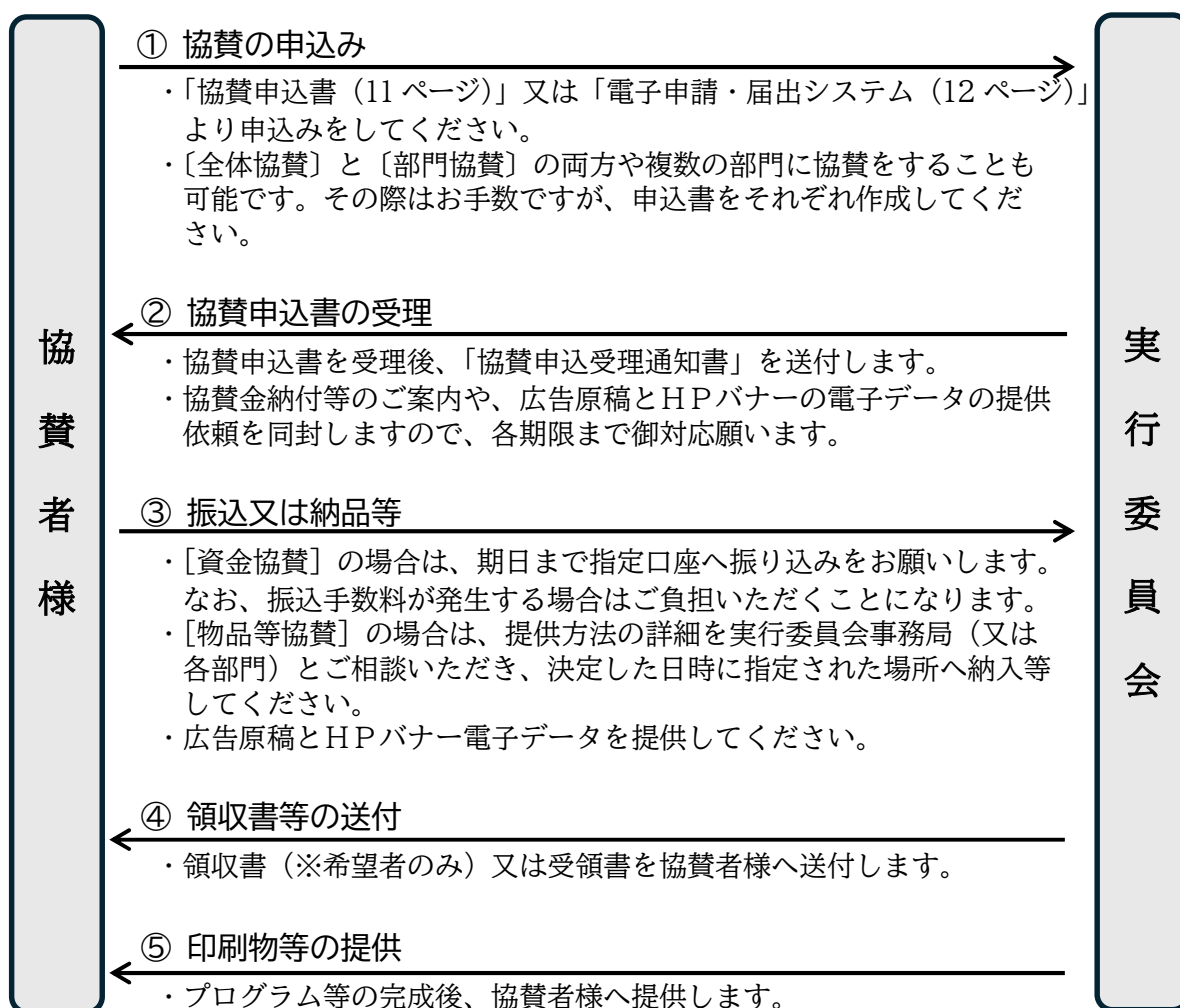 協賛者様
① 協賛の申込み
・「協賛申込書（11 ページ）」又は「電子申請・届出システム（12 ページ）」
より申込みをしてください。
・〔全体協賛〕と〔部門協賛〕の両方や複数の部門に協賛をすることも
可能です。その際はお手数ですが、申込書をそれぞれ作成してくだ
さい。
② 協賛申込書の受理
・協賛申込書を受理後、「協賛申込受理通知書」を送付します。
・協賛金納付等のご案内や、広告原稿とＨＰバナーの電子データの提供
依頼を同封しますので、各期限まで御対応願います。
③ 振込又は納品等
・［資金協賛］の場合は、期日まで指定口座へ振り込みをお願いします。
なお、振込手数料が発生する場合はご負担いただくことになります。
・［物品等協賛］の場合は、提供方法の詳細を実行委員会事務局（又は
各部門）とご相談いただき、決定した日時に指定された場所へ納入等
してください。
・広告原稿とＨＰバナー電子データを提供してください。
④ 領収書等の送付
・領収書（※希望者のみ）又は受領書を協賛者様へ送付します。
⑤ 印刷物等の提供
・プログラム等の完成後、協賛者様へ提供します。
実行委員会